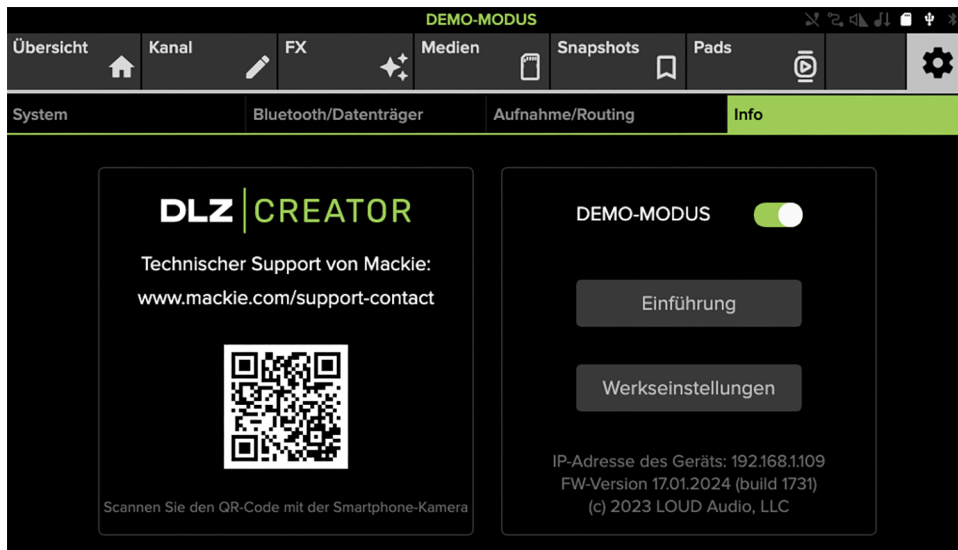 DEMO-MODUS
Übersicht
Kanal
FX
Medien
Snapshots
Pads
System
Bluetooth/Datenträger
Aufnahme/Routing
Info
DLZ CREATOR
Technischer Support von Mackie:
www.mackie.com/support-contact
Scannen Sie den QR-Code mit der Smartphone-Kamera
DEMO-MODUS
Einführung
Werkseinstellungen
IP-Adresse des Geräts: 192.168.1.109
FW-Version 17.01.2024 (build 1731)
(c) 2023 LOUD Audio, LLC